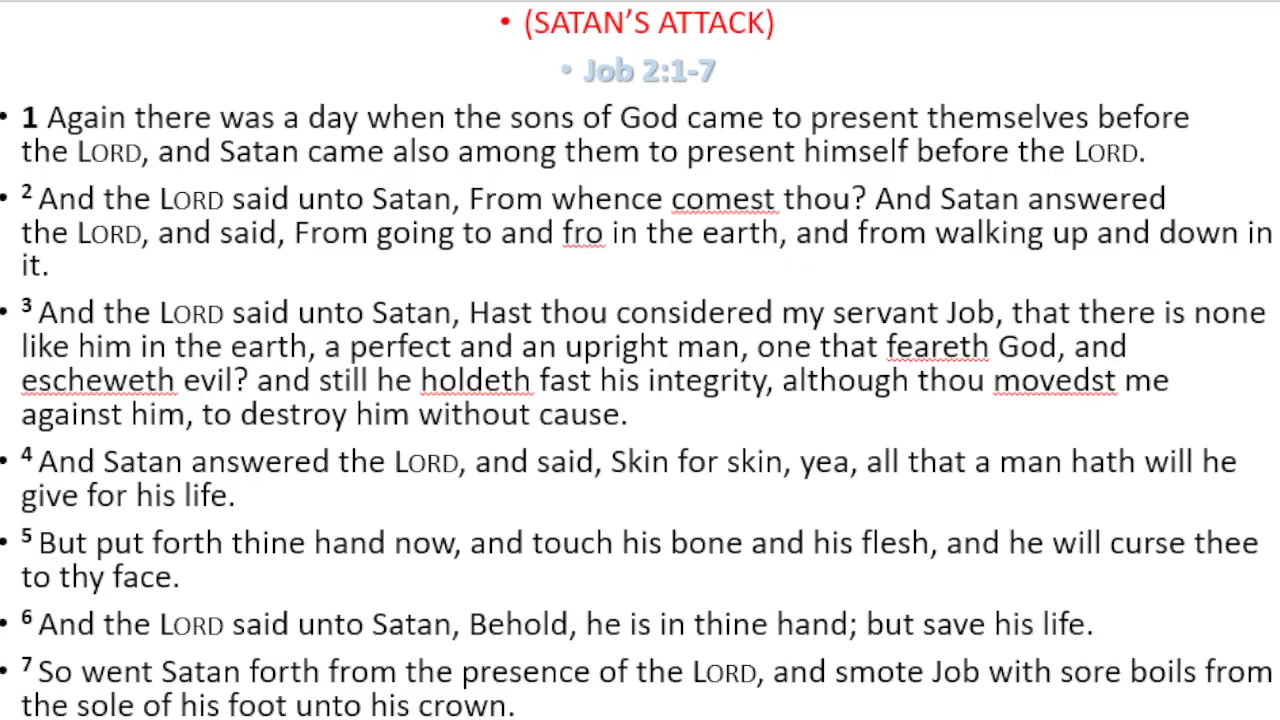 • (SATAN’S ATTACK)
• Job 2:1-7
• 1 Again there was a day when the sons of God came to present themselves before
the LORD, and Satan came also among them to present himself before the LORD.
• 2 And the LORD said unto Satan, From whence comest thou? And Satan answered
the LORD, and said, From going to and fro in the earth, and from walking up and down in
it.
• 3 And the LORD said unto Satan, Hast thou considered my servant Job, that there is none
like him in the earth, a perfect and an upright man, one that feareth God, and
escheweth evil? and still he holdeth fast his integrity, although thou movedst me
against him, to destroy him without cause.
• 4 And Satan answered the LORD, and said, Skin for skin, yea, all that a man hath will he
give for his life.
• 5 But put forth thine hand now, and touch his bone and his flesh, and he will curse thee
to thy face.
• 6 And the LORD said unto Satan, Behold, he is in thine hand; but save his life.
• 7 So went Satan forth from the presence of the LORD, and smote Job with sore boils from
the sole of his foot unto his crown.